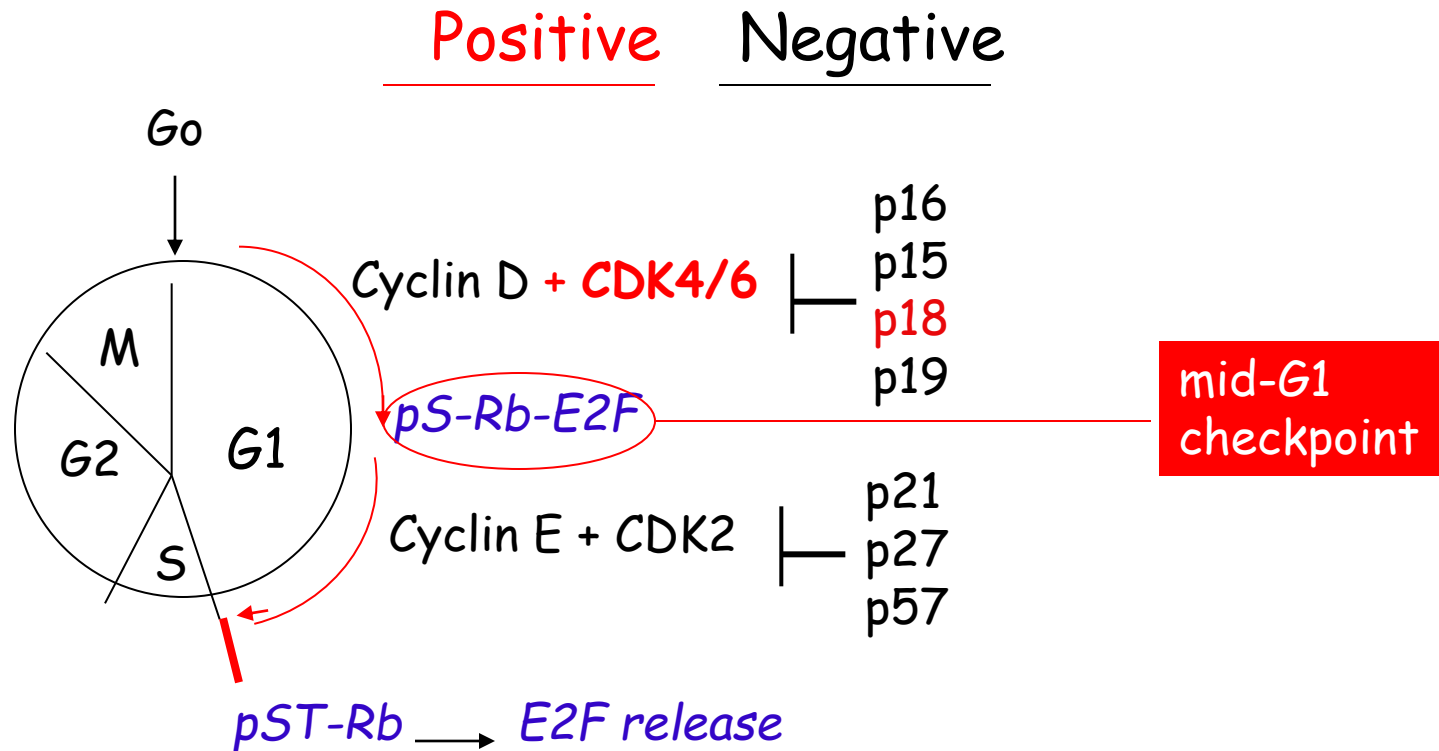 Positive Negative
Go
p16
p15
Cyclin D + CDK4/6
p18
M
p19
mid-G1
checkpoint
pS-Rb-E2F
G2 G1
p21
Cyclin E + CDK2
p27
S
p57
pST-Rb E2F release